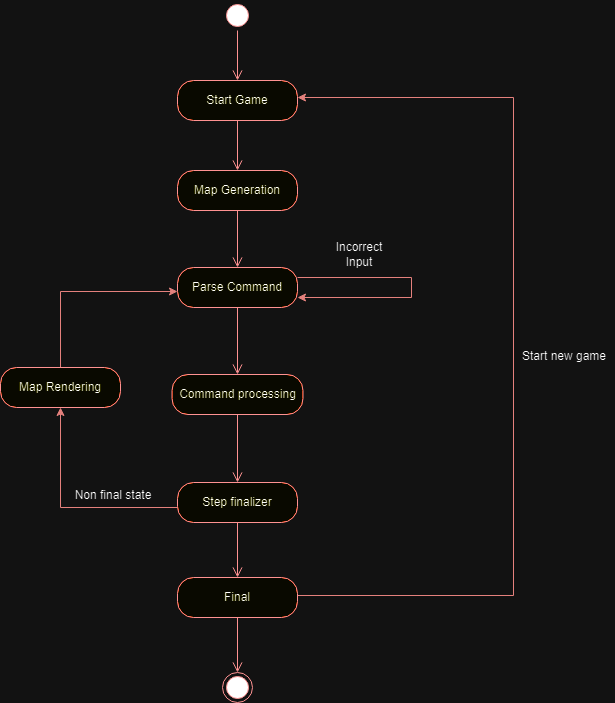 Start Game
Map Generation
Incorrect
Input
Parse Command
Start new game
Map Rendering
Command processing
Non final state
Step finalizer
Final